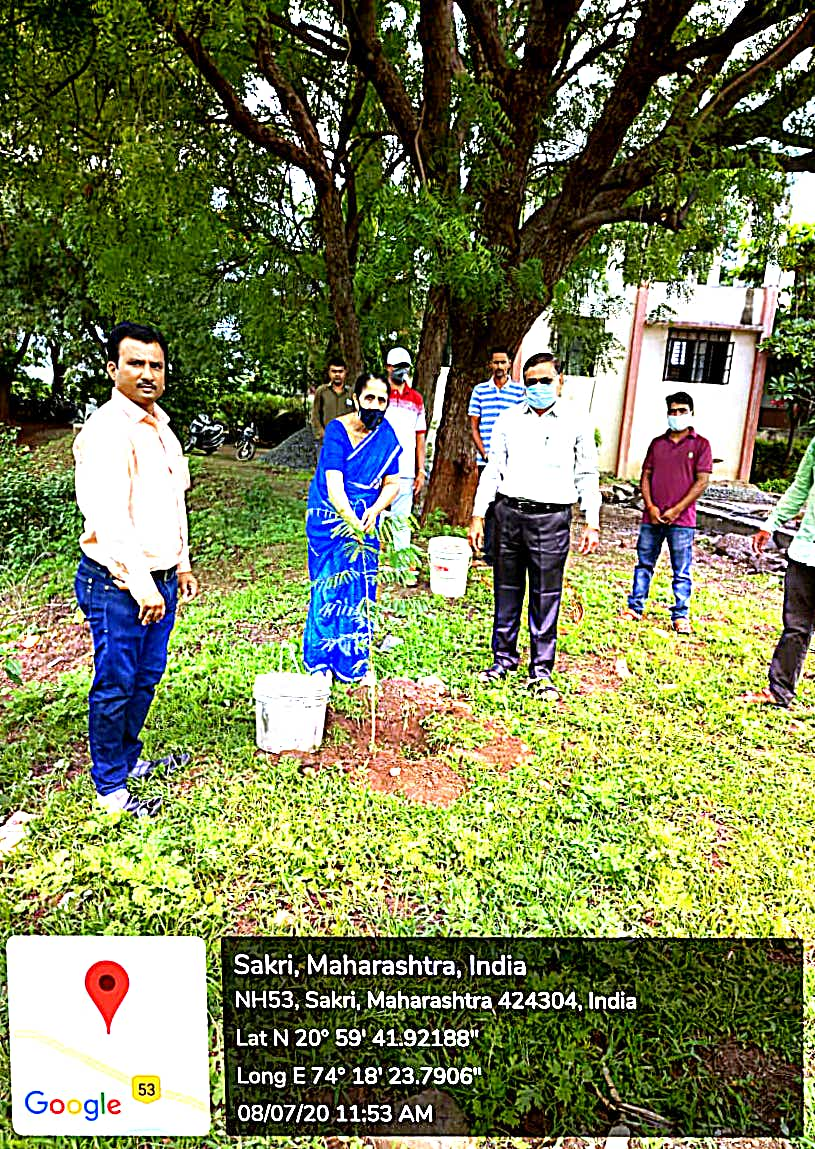 53
Google
Sakri, Maharashtra, India
NH53, Sakri, Maharashtra 424304, India
Lat N 20° 59' 41.92188"
Long E 74° 18' 23.7906"
08/07/20 11:53 AM